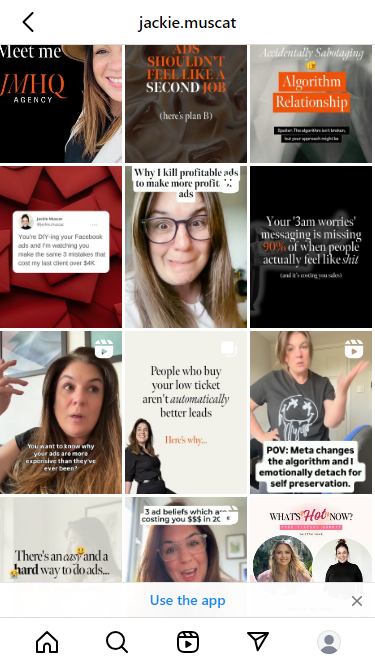 jackie.muscat
Meet me
JMHQ
AGENCY
ADS
SHOULDN'T
FEEL LIKE A
SECOND JOB
(here's plan B)
Accidentally Sabotaging
Algorithm
Relationship
Spoiler: The algorithm isn't broken,
but your approach might be
Jackie Muscat
You're DIY-ing your Facebook
ads and I'm watching you
make the same 3 mistakes that
cost my last client over $4K
Why I kill profitable ads
to make more profit
ads
Your '3am worries'
messaging is missing
90% of when people
actually feel like shit
(and it's costing you sales)
You want to know why
your ads are more
expensive than they've
ever been?
People who buy
your low ticket
aren't automatically
better leads
Here's why...
POV: Meta changes
the algorithm and I
emotionally detach for
self preservation.
There's an easy and a
hard way to do ads...
3 ad beliefs which are
costing you $$$ in 20
WHAT'S Hot NOW?
Use the app